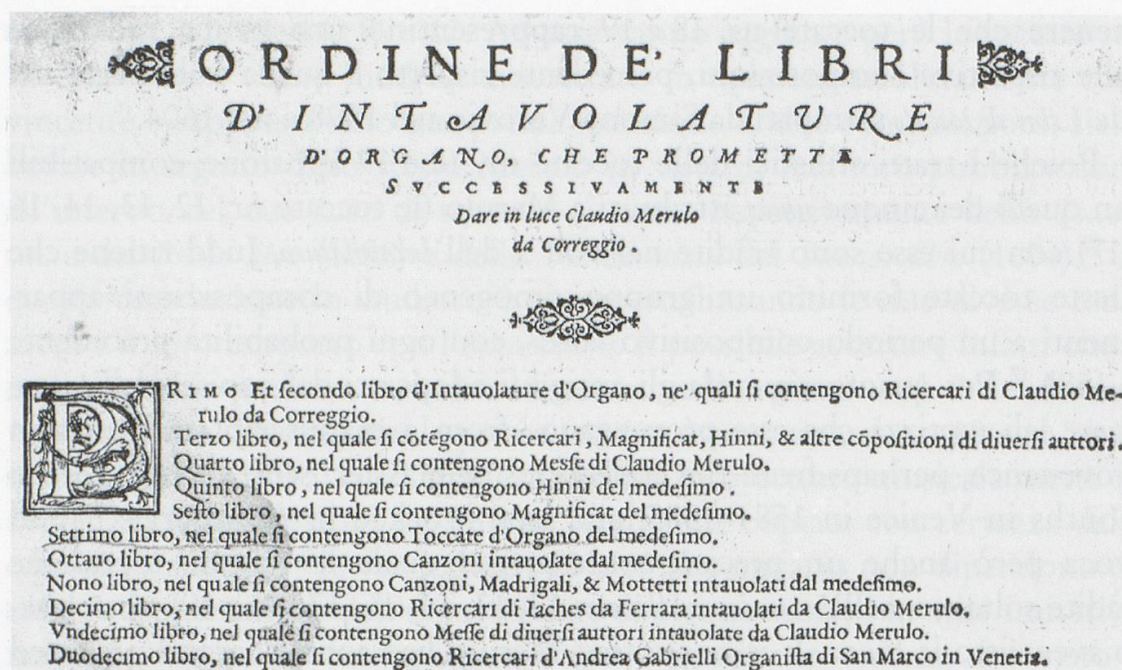 ORDINE DE' LIBRI
D'INTAVOLATURE
D'ORGANO, CHE PROMETTE
SVCCESSIVAMENTE
Dare in luce Claudio Merulo
da Correggio.
PRIMO Et ſecondo libro d'Intauolature d'Organo, ne' quali ſi contengono Ricercari di Claudio Me-
rulo da Correggio.
Terzo libro, nel quale ſi cōtēgono Ricercari, Magnificat, Hinni, & altre cōpoſitioni di diuerſi auttori.
Quarto libro, nel quale ſi contengono Meſſe di Claudio Merulo.
Quinto libro, nel quale ſi contengono Hinni del medeſimo.
Seſto libro, nel quale ſi contengono Magnificat del medeſimo.
Settimo libro, nel quale ſi contengono Toccate d'Organo del medeſimo,
Ottauo libro, nel quale ſi contengono Canzoni intauolate dal medeſimo.
Nono libro, nel quale ſi contengono Canzoni, Madrigali, & Motterti intauolati dal medeſimo.
Decimo libro, nel quale ſi contengono Ricercari di Iaches da Ferrara intauolati da Claudio Merulo.
Vndecimo libro, nel quale ſi contengono Meſſe di diuerſi auttori intauolate da Claudio Merulo.
Duodecimo libro, nel quale ſi contengono Ricercari d'Andrea Gabrielli Organiſta di San Marco in Venetia.